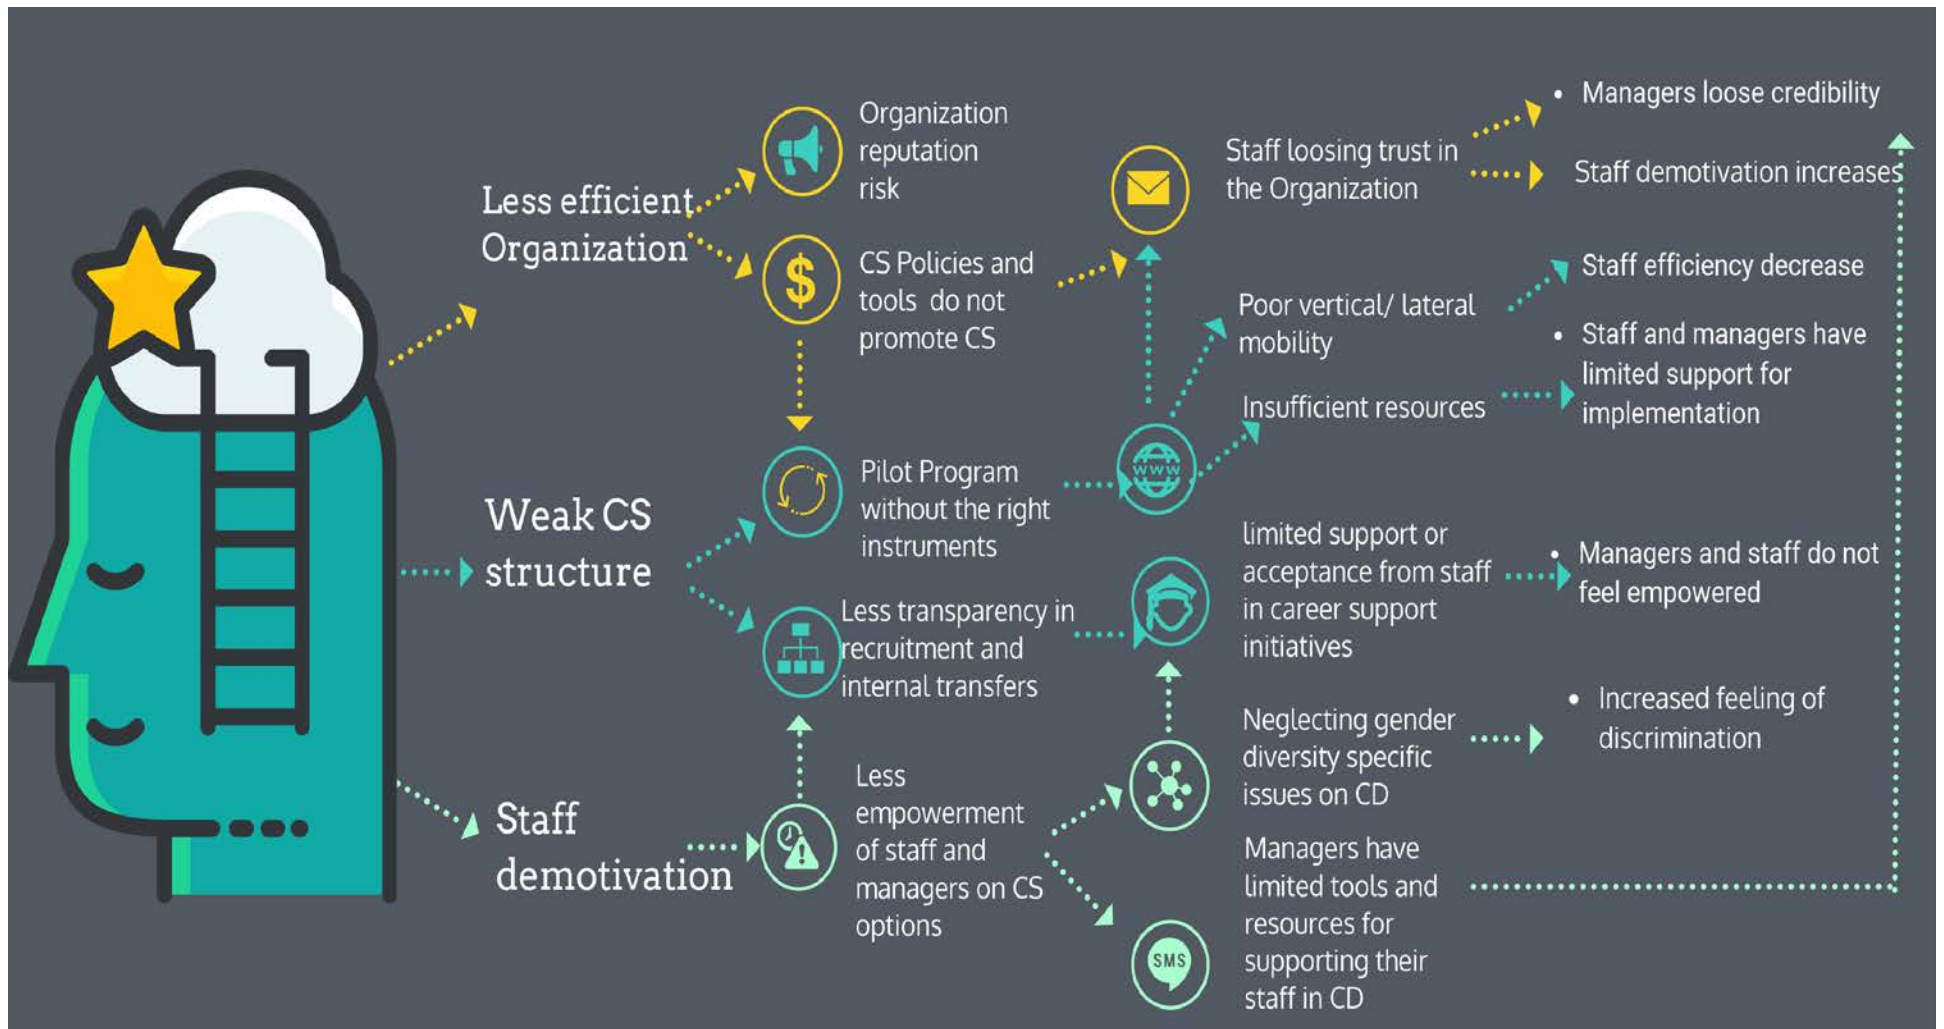 Less efficient
Organization
Organization
reputation
risk
CS Policies and
tools do not
promote CS
Staff loosing trust in
the Organization
• Managers loose credibility
Staff demotivation increases
Poor vertical/ lateral
mobility
Staff efficiency decrease
Insufficient resources
• Staff and managers have
limited support for
implementation
Weak CS
structure
Pilot Program
without the right
instruments
www
Less transparency in
recruitment and
internal transfers
limited support or
acceptance from staff
in career support
initiatives
• Managers and staff do not
feel empowered
Staff
demotivation
Less
empowerment
of staff and
managers on CS
options
Neglecting gender
diversity specific
issues on CD
• Increased feeling of
discrimination
SMS
Managers have
limited tools and
resources for
supporting their
staff in CD